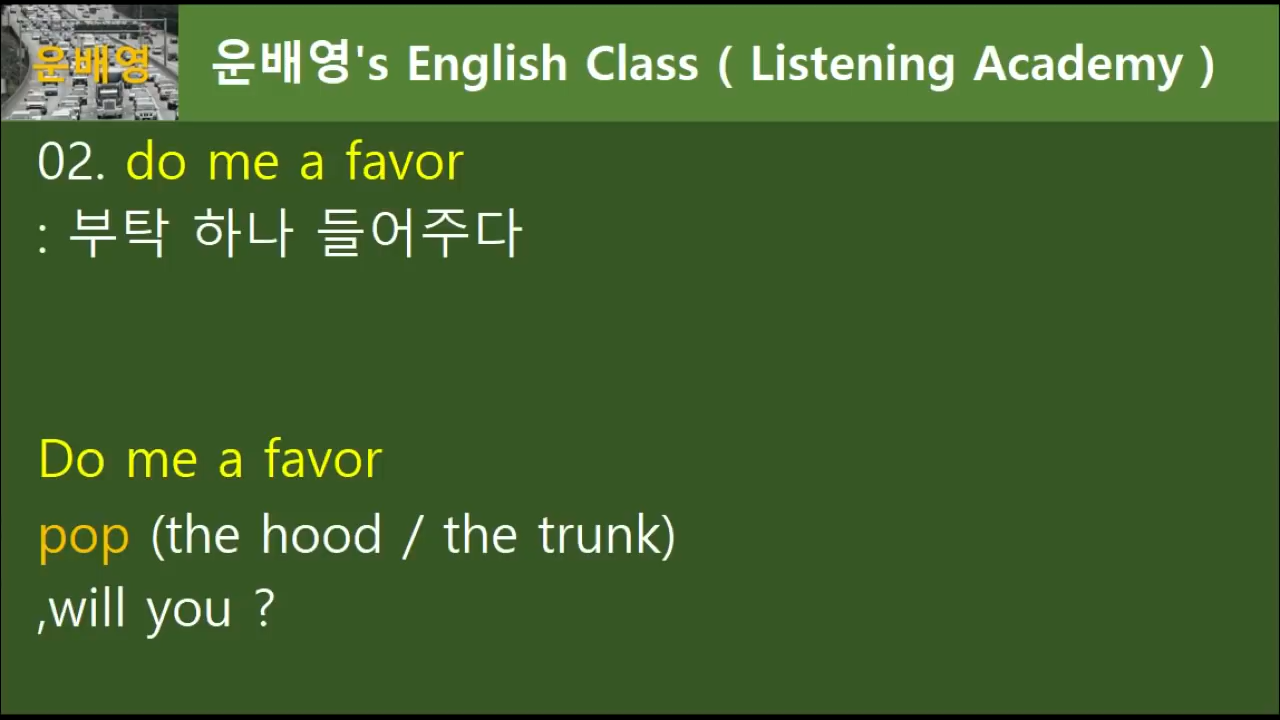 운배영
운배영's English Class ( Listening Academy )
02. do me a favor
: 부탁 하나 들어주다
Do me a favor
pop (the hood / the trunk)
,will you ?